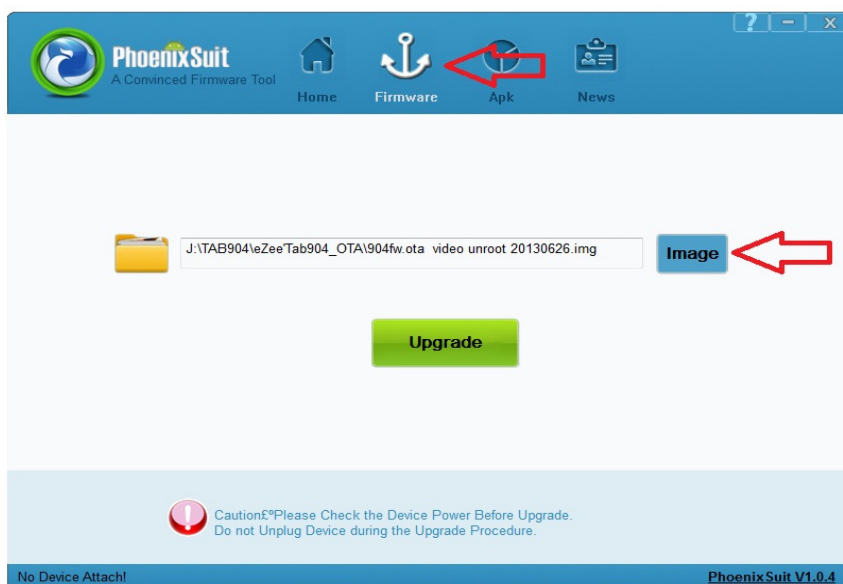 ? - x
PhoenixSuit
A Convinced Firmware Tool
Home Firmware Apk News
J:\TAB904\eZee'Tab904_OTA\904fw.ota  video unroot 20130626.img
Image
Upgrade
Caution£ºPlease Check the Device Power Before Upgrade.
Do not Unplug Device during the Upgrade Procedure.
No Device Attach!
PhoenixSuit V1.0.4